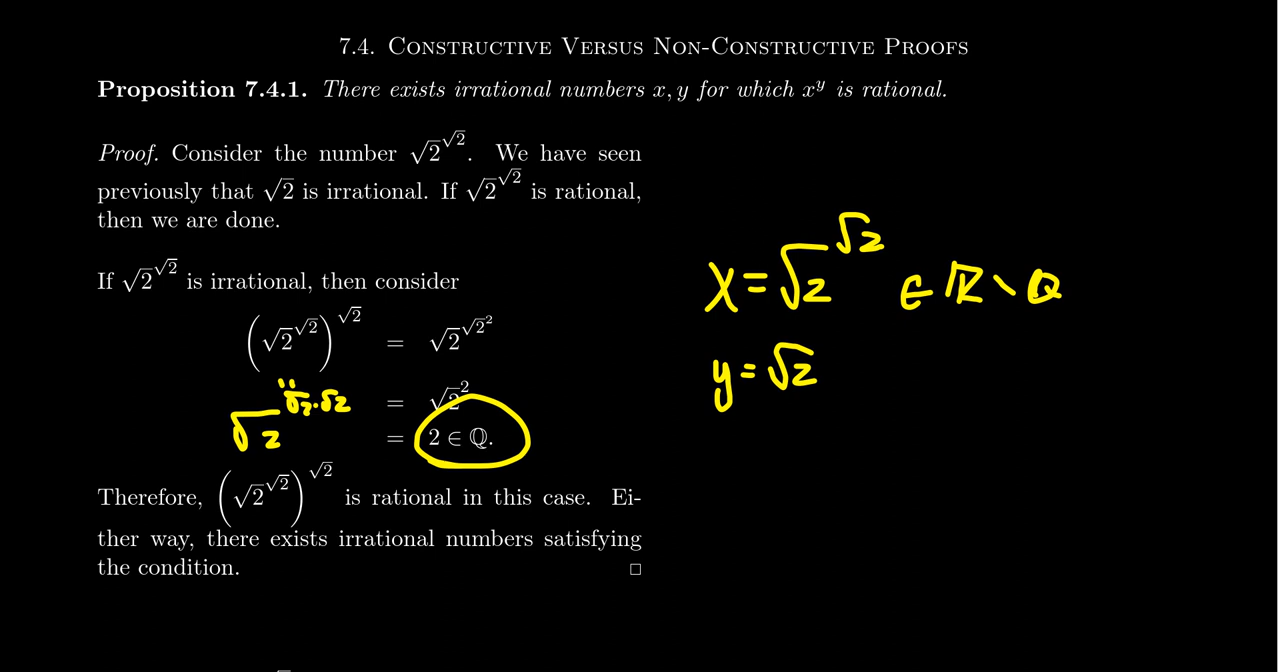 7.4. CONSTRUCTIVE VERSUS NON-CONSTRUCTIVE PROOFS
Proposition 7.4.1. There exists irrational numbers x, y for which x^y is rational.
Proof. Consider the number √2^√2. We have seen
previously that √2 is irrational. If √2^√2 is rational,
then we are done.
If √2^√2 is irrational, then consider
(√2^√2)^√2 = √2^√2^2
= √2^2
= 2 ∈ ℚ.
√2^√2·√2
Therefore, (√2^√2)^√2 is rational in this case. Ei-
ther way, there exists irrational numbers satisfying
the condition. □
x = √2^√2 ∈ ℝ \ ℚ
y = √2